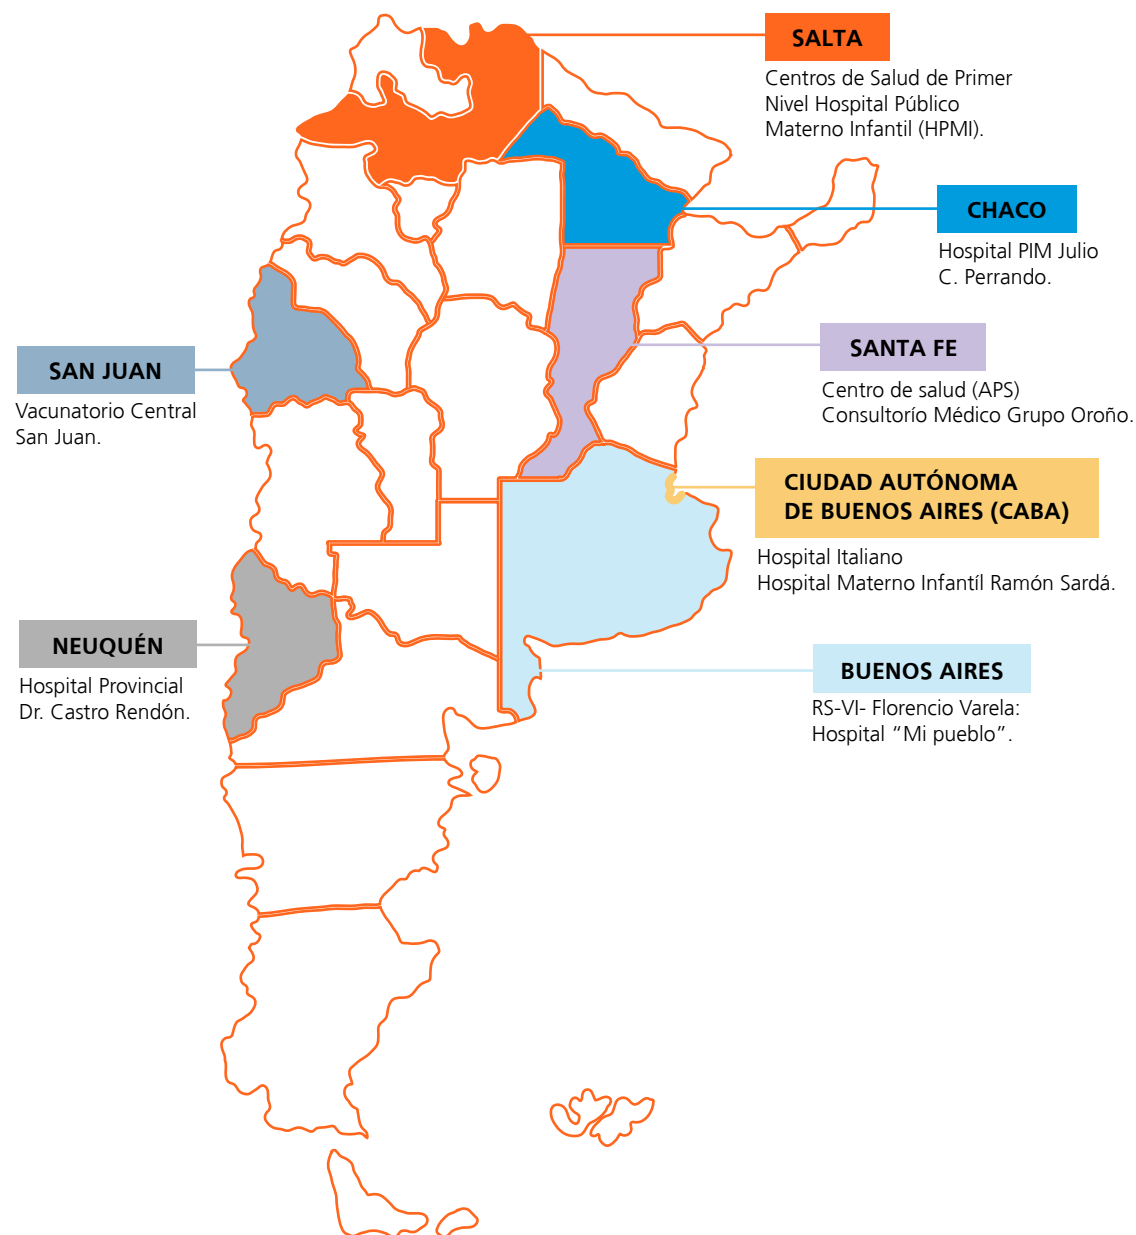 SALTA
Centros de Salud de Primer
Nivel Hospital Público
Materno Infantil (HPMI).
CHACO
Hospital PIM Julio
C. Perrando.
SANTA FE
Centro de salud (APS)
Consultorío Médico Grupo Oroño.
SAN JUAN
Vacunatorio Central
San Juan.
CIUDAD AUTÓNOMA
DE BUENOS AIRES (CABA)
Hospital Italiano
Hospital Materno Infantíl Ramón Sardá.
NEUQUÉN
Hospital Provincial
Dr. Castro Rendón.
BUENOS AIRES
RS-VI- Florencio Varela:
Hospital “Mi pueblo”.